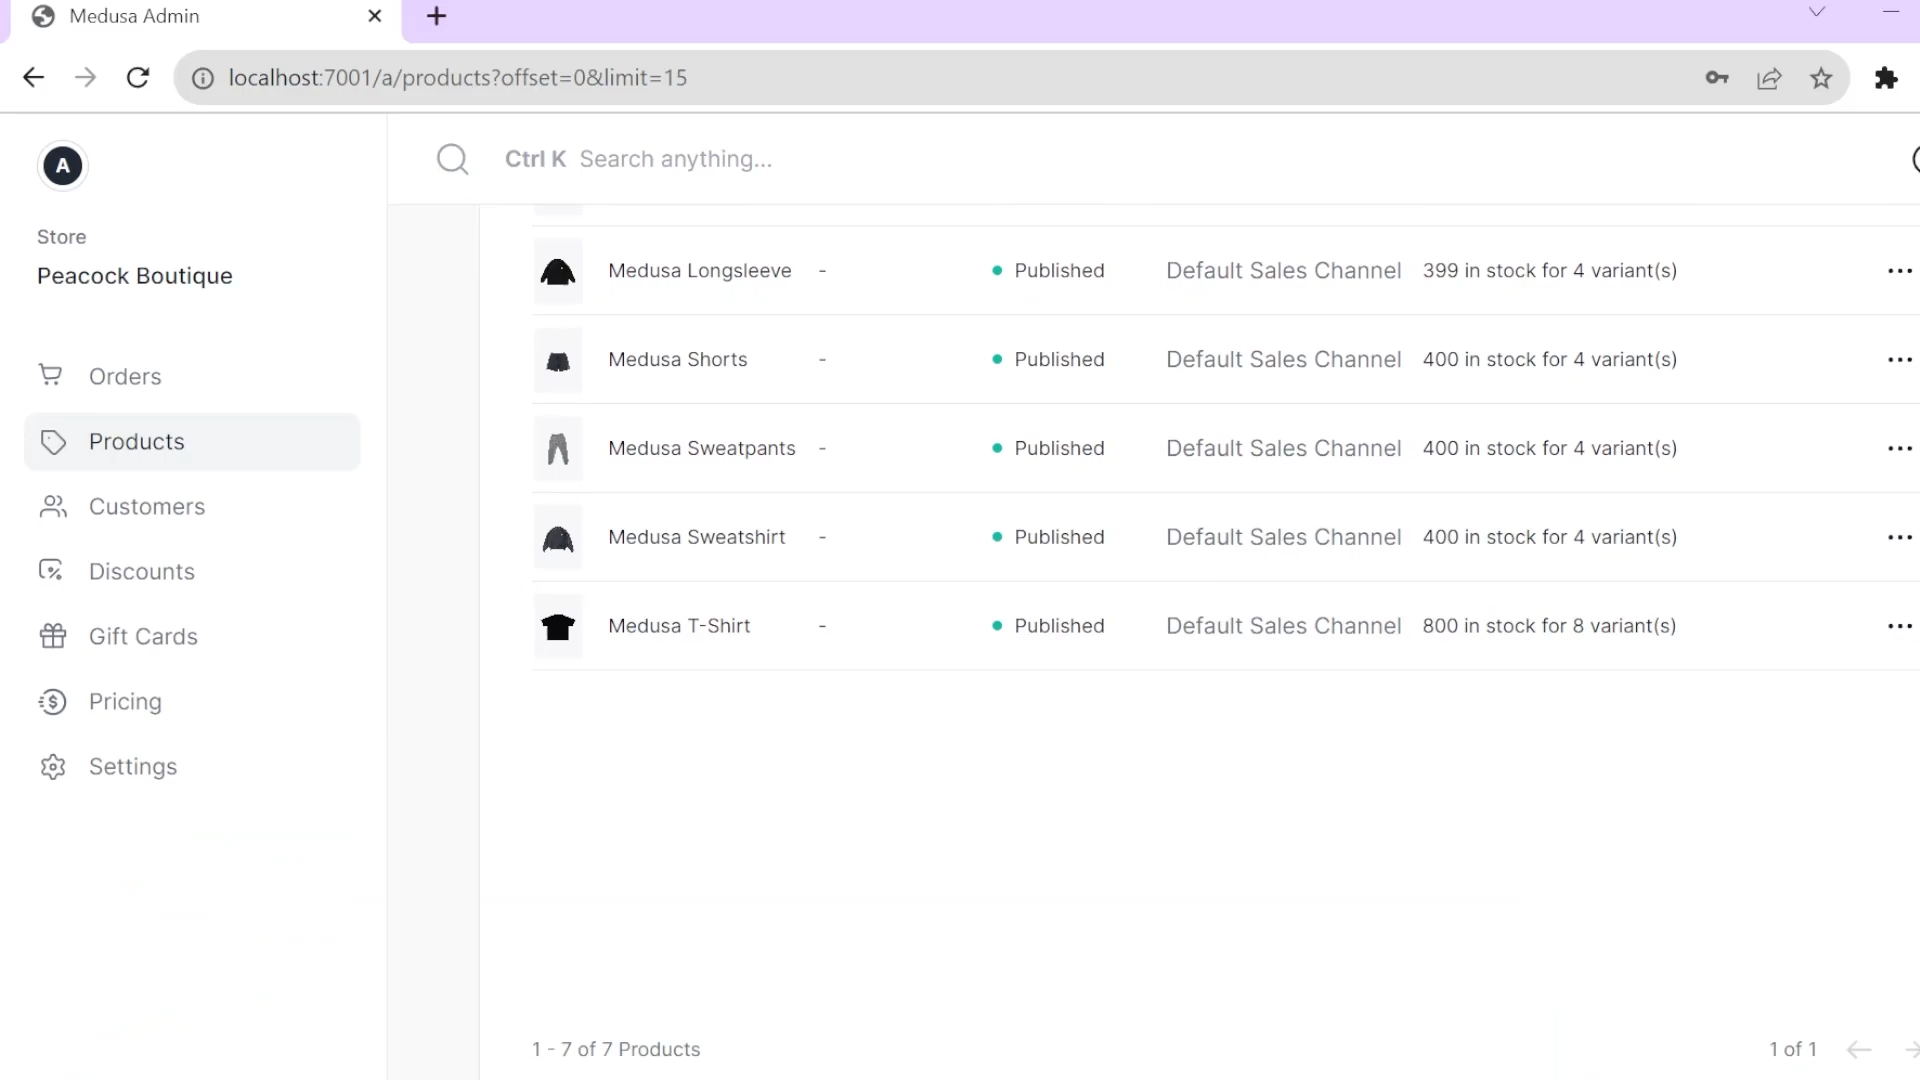 Medusa Admin
localhost:7001/a/products?offset=0&limit=15
A
Store
Peacock Boutique
Orders
Products
Customers
Discounts
Gift Cards
Pricing
Settings
Ctrl K Search anything...
Medusa Longsleeve - Published Default Sales Channel 399 in stock for 4 variant(s)
Medusa Shorts - Published Default Sales Channel 400 in stock for 4 variant(s)
Medusa Sweatpants - Published Default Sales Channel 400 in stock for 4 variant(s)
Medusa Sweatshirt - Published Default Sales Channel 400 in stock for 4 variant(s)
Medusa T-Shirt - Published Default Sales Channel 800 in stock for 8 variant(s)
1 - 7 of 7 Products 1 of 1